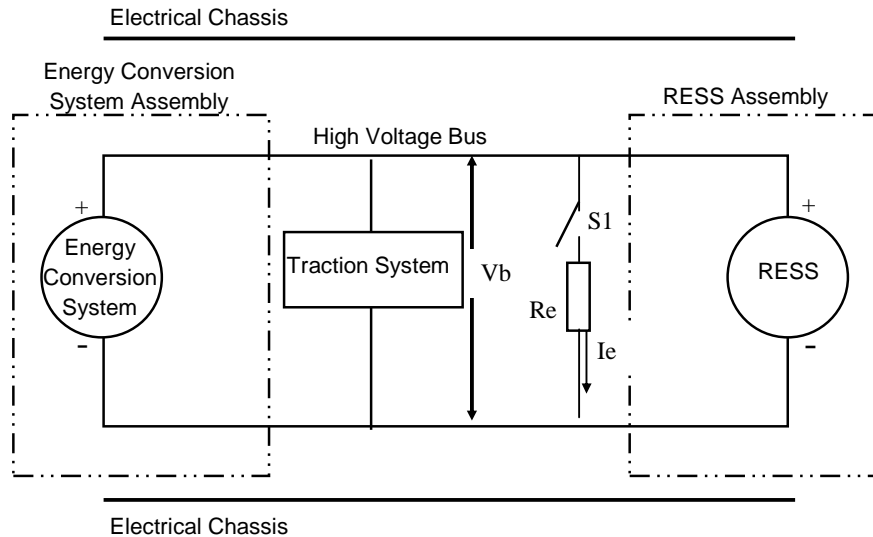 Electrical Chassis
Energy Conversion
System Assembly
RESS Assembly
High Voltage Bus
+
+
S1
Energy
Conversion
System
Traction System
Vb
RESS
Re
Ie
-
-
Electrical Chassis